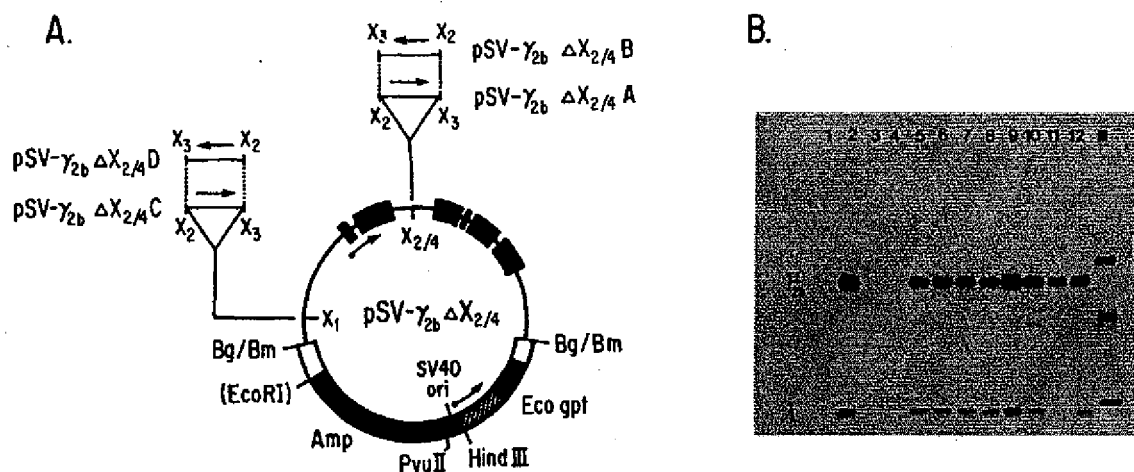 A.
X3 ← X2
pSV-γ2b ΔX2/4 B
→
pSV-γ2b ΔX2/4 A
X2 X3
X3 ← X2
pSV-γ2b ΔX2/4 D
→
pSV-γ2b ΔX2/4 C
X2 X3
X2/4
X1
pSV-γ2b ΔX2/4
Bg/Bm
Bg/Bm
(EcoRI)
SV40
ori
Eco gpt
Amp
Pvu II
Hind III
B.
1 2 3 4 5 6 7 8 9 10 11 12